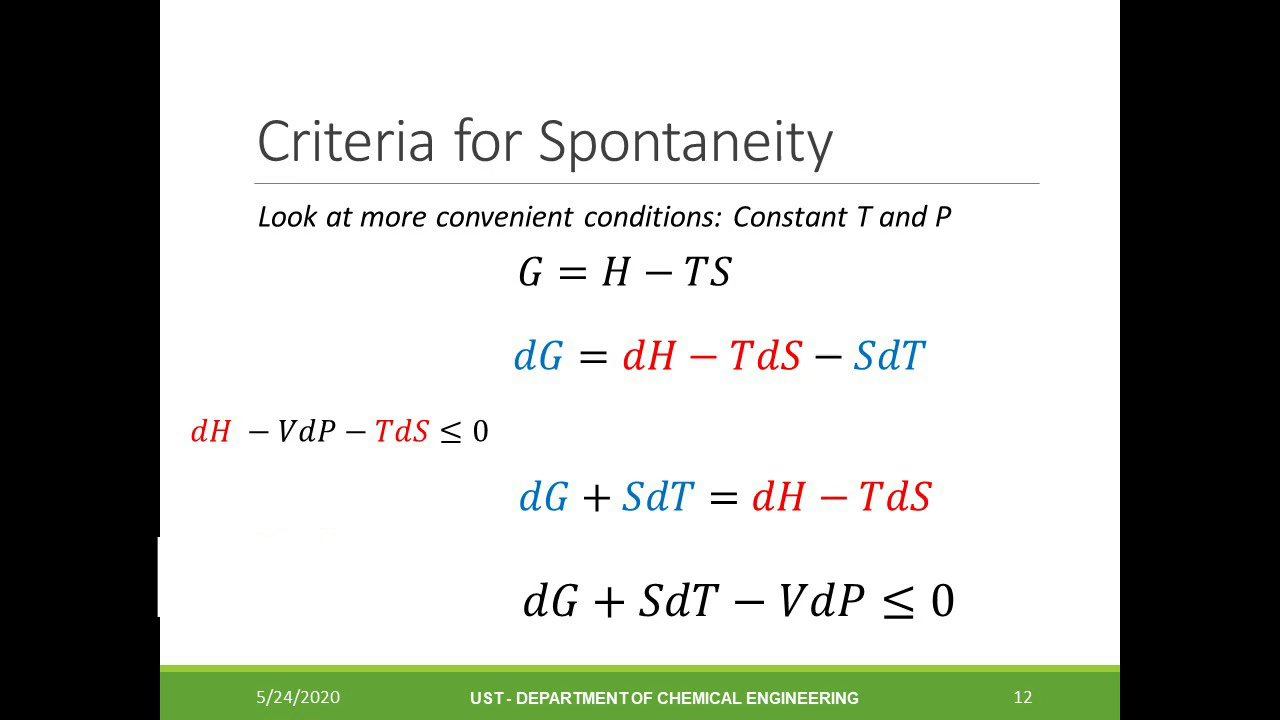 Criteria for Spontaneity
Look at more convenient conditions: Constant T and P
G = H − TS
dG = dH − TdS − SdT
dH − VdP − TdS ≤ 0
dG + SdT = dH − TdS
dG + SdT − VdP ≤ 0
5/24/2020 UST - DEPARTMENT OF CHEMICAL ENGINEERING 12